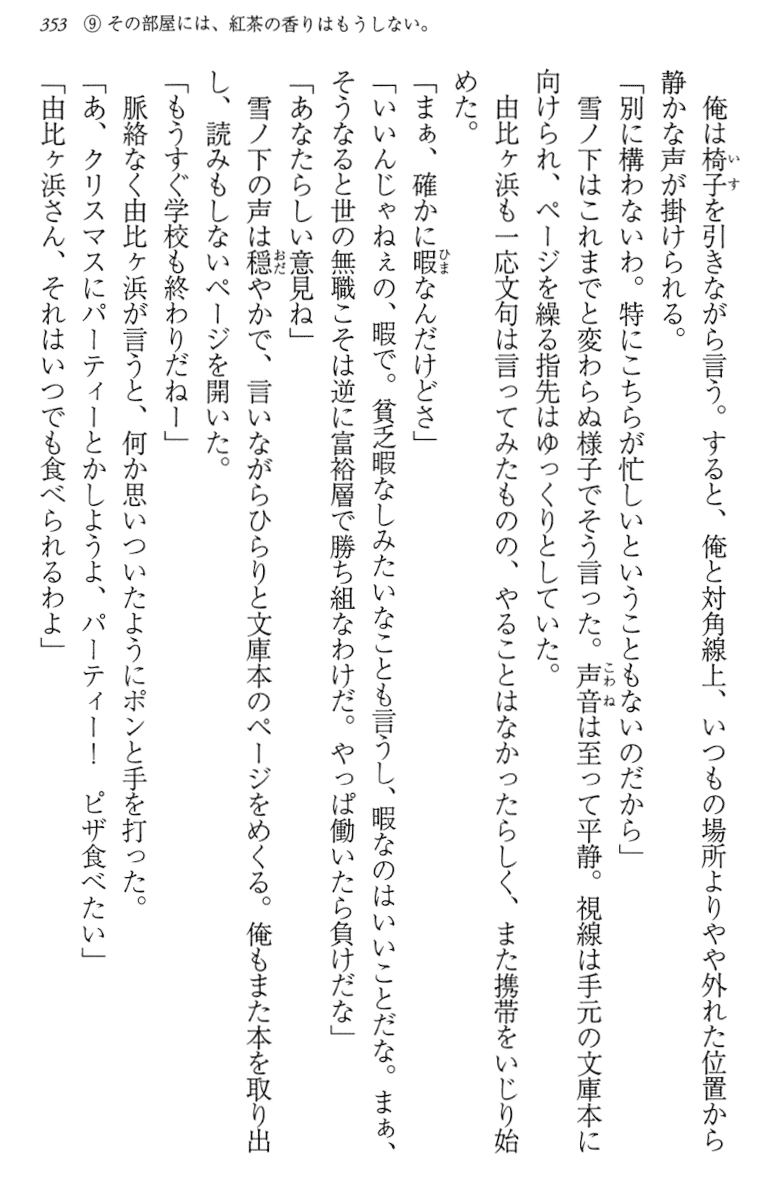 353 ⑨ その部屋には、紅茶の香りはもうしない。
　俺は椅子を引きながら言う。すると、俺と対角線上、いつもの場所よりやや外れた位置から
静かな声が掛けられる。
「別に構わないわ。特にこちらが忙しいということもないのだから」
　雪ノ下はこれまでと変わらぬ様子でそう言った。声音は至って平静。視線は手元の文庫本に
向けられ、ページを繰る指先はゆっくりとしていた。
　由比ヶ浜も一応文句は言ってみたものの、やることはなかったらしく、また携帯をいじり始
めた。
「まぁ、確かに暇なんだけどさ」
「いいんじゃねぇの、暇で。貧乏暇なしみたいなことも言うし、暇なのはいいことだな。まぁ、
そうなると世の無職こそは逆に富裕層で勝ち組なわけだ。やっぱ働いたら負けだな」
「あなたらしい意見ね」
　雪ノ下の声は穏やかで、言いながらひらりと文庫本のページをめくる。俺もまた本を取り出
し、読みもしないページを開いた。
「もうすぐ学校も終わりだねー」
　脈絡なく由比ヶ浜が言うと、何か思いついたようにポンと手を打った。
「あ、クリスマスにパーティーとかしようよ、パーティー！　ピザ食べたい」
「由比ヶ浜さん、それはいつでも食べられるわよ」